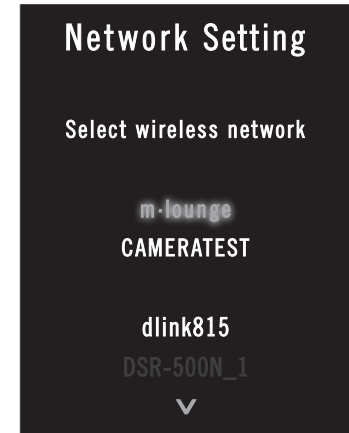 Network Setting
Select wireless network
m-lounge
CAMERATEST
dlink815
DSR-500N_1